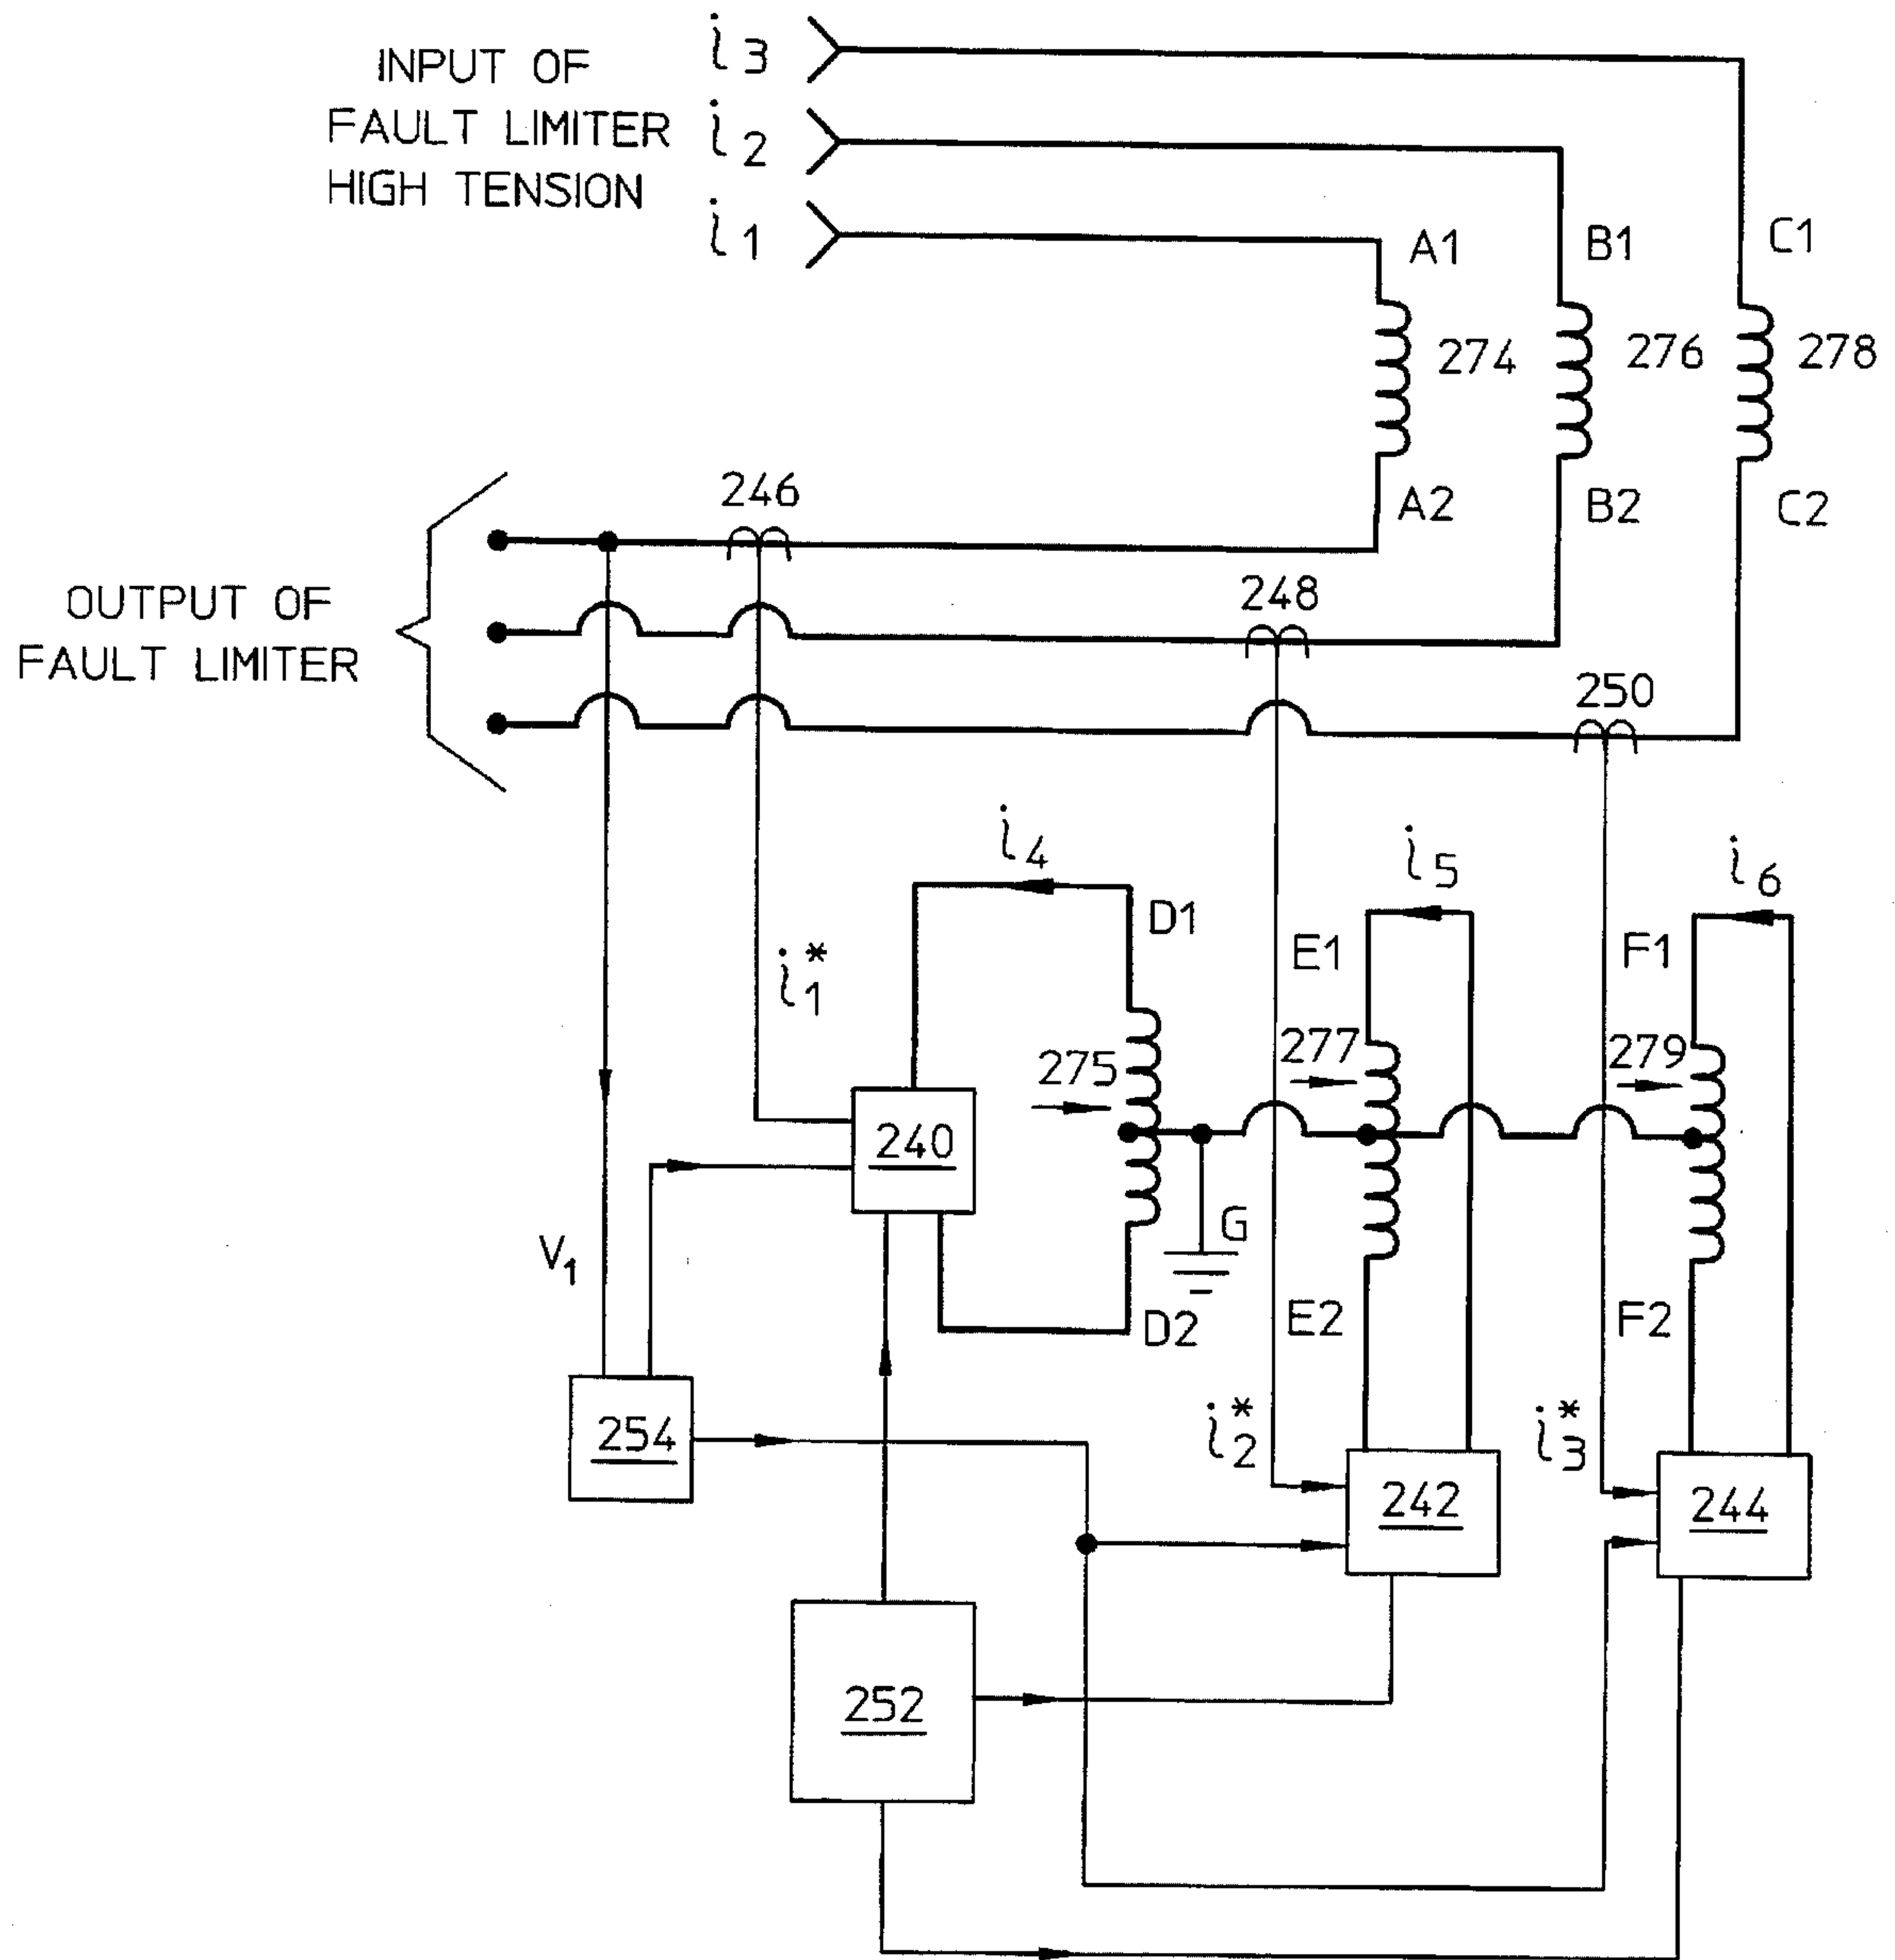 INPUT OF
FAULT LIMITER
HIGH TENSION
i3
i2
i1
A1
B1
C1
274
276
278
A2
B2
C2
246
248
250
OUTPUT OF
FAULT LIMITER
i4
i5
i6
D1
E1
F1
i1*
275
277
279
240
G
V1
D2
E2
F2
254
i2*
i3*
242
244
252